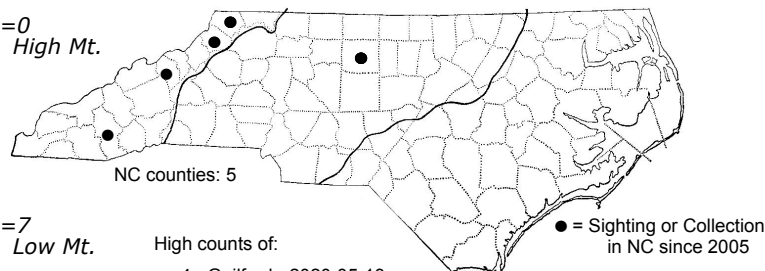 =0
High Mt.
NC counties: 5
=7
Low Mt.
High counts of:
● = Sighting or Collection
in NC since 2005
Guilford